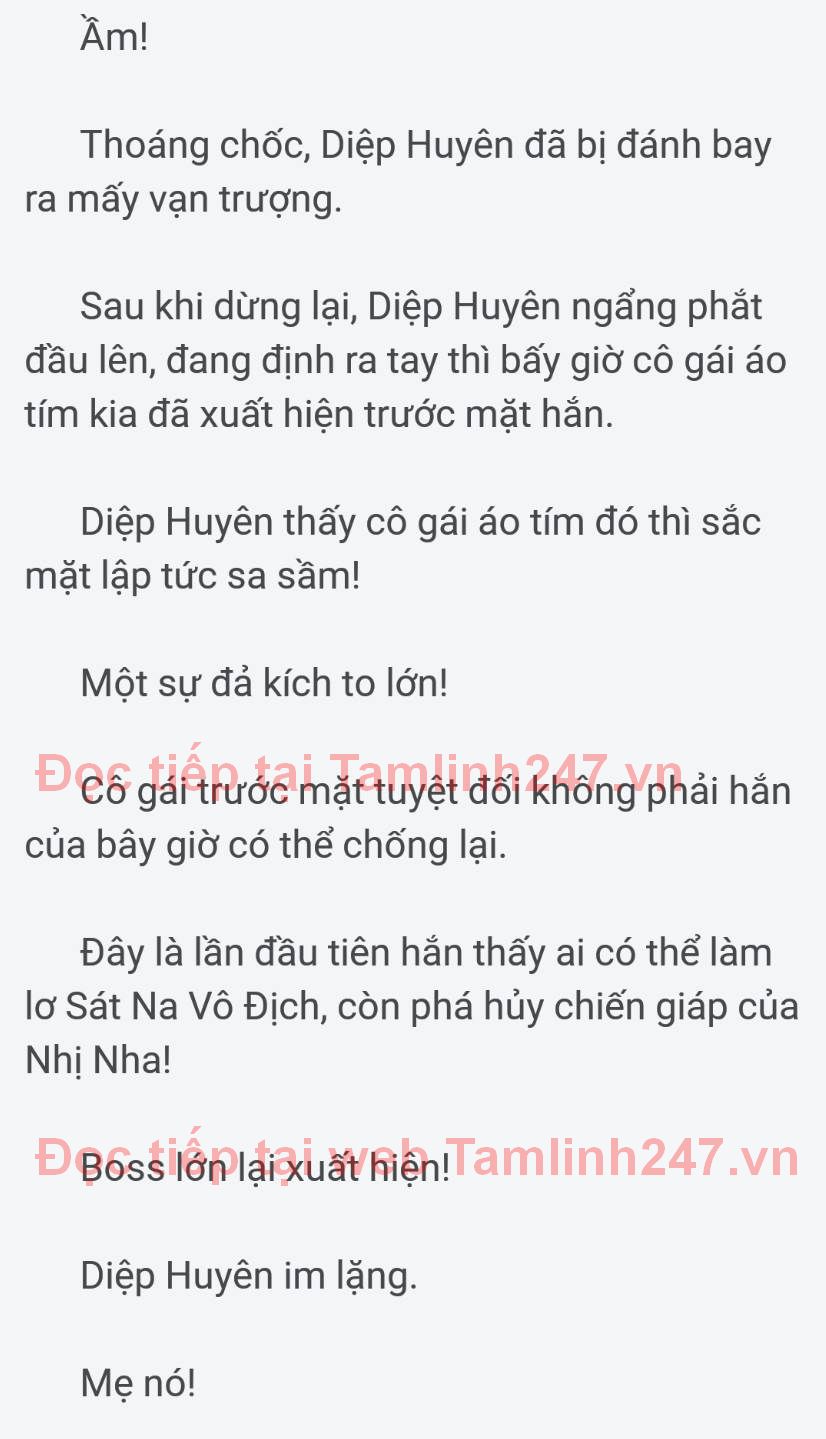 Ầm!
Thoáng chốc, Diệp Huyên đã bị đánh bay
ra mấy vạn trượng.
Sau khi dừng lại, Diệp Huyên ngẩng phắt
đầu lên, đang định ra tay thì bấy giờ cô gái áo
tím kia đã xuất hiện trước mặt hắn.
Diệp Huyên thấy cô gái áo tím đó thì sắc
mặt lập tức sa sầm!
Một sự đả kích to lớn!
Đọc tiếp tại Tamlinh247.vn
Cô gái trước mặt tuyệt đối không phải hắn
của bây giờ có thể chống lại.
Đây là lần đầu tiên hắn thấy ai có thể làm
lơ Sát Na Vô Địch, còn phá hủy chiến giáp của
Nhị Nha!
Đọc tiếp tại web Tamlinh247.vn
Boss lớn lại xuất hiện!
Diệp Huyên im lặng.
Mẹ nó!